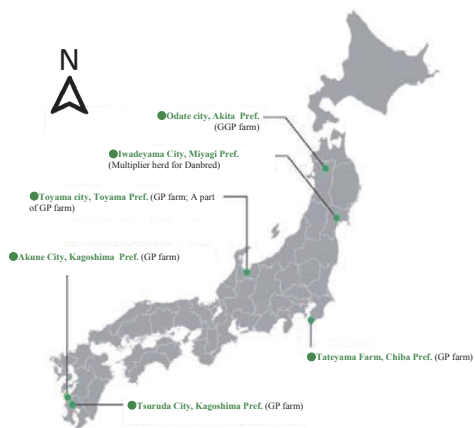 N
Odate city, Akita Pref.
(GGP farm)
Iwadeyama City, Miyagi Pref.
(Multiplier herd for Danbred)
Toyama city, Toyama Pref. (GP farm; A part
of GP farm)
Akune City, Kagoshima Pref. (GP farm)
Tateyama Farm, Chiba Pref. (GP farm)
Tsuruda City, Kagoshima Pref. (GP farm)